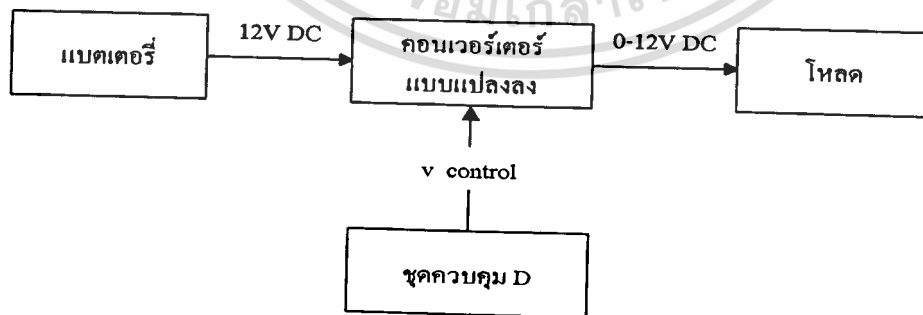 12V DC
แบตเตอรี่
คอนเวอร์เตอร์
แบบแปลงลง
0-12V DC
โหลด
v control
ชุดควบคุม D